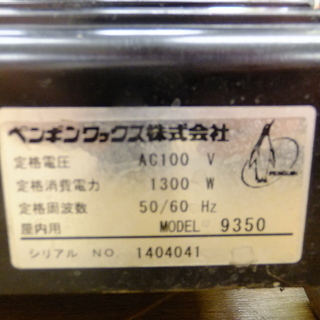 ペンギンワックス株式会社
PENGUIN
定格電圧 AC100 V
定格消費電力 1300 W
定格周波数 50/60 Hz
屋内用 MODEL 9350
シリアル NO. 1404041